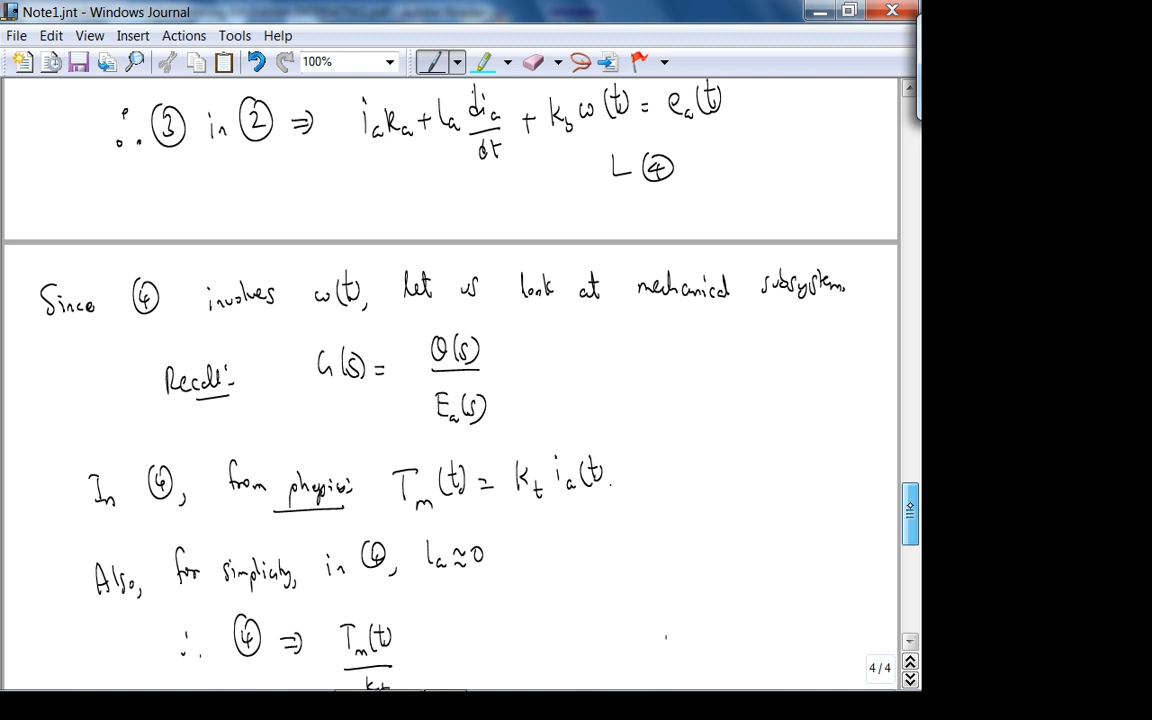 Note1.jnt - Windows Journal
File Edit View Insert Actions Tools Help
100%
∴ ③ in ② ⇒ iₐRₐ + Lₐ diₐ/dt + k_b ω(t) = eₐ(t)
L ④
Since ④ involves ω(t), let us look at mechanical subsystem.
Recall: G(s) = θ(s)/Eₐ(s)
In ④, from physics: Tₘ(t) = kₜ iₐ(t).
Also, for simplicity, in ④, Lₐ ≈ 0
∴ ④ ⇒ Tₘ(t)/kₜ
4 / 4